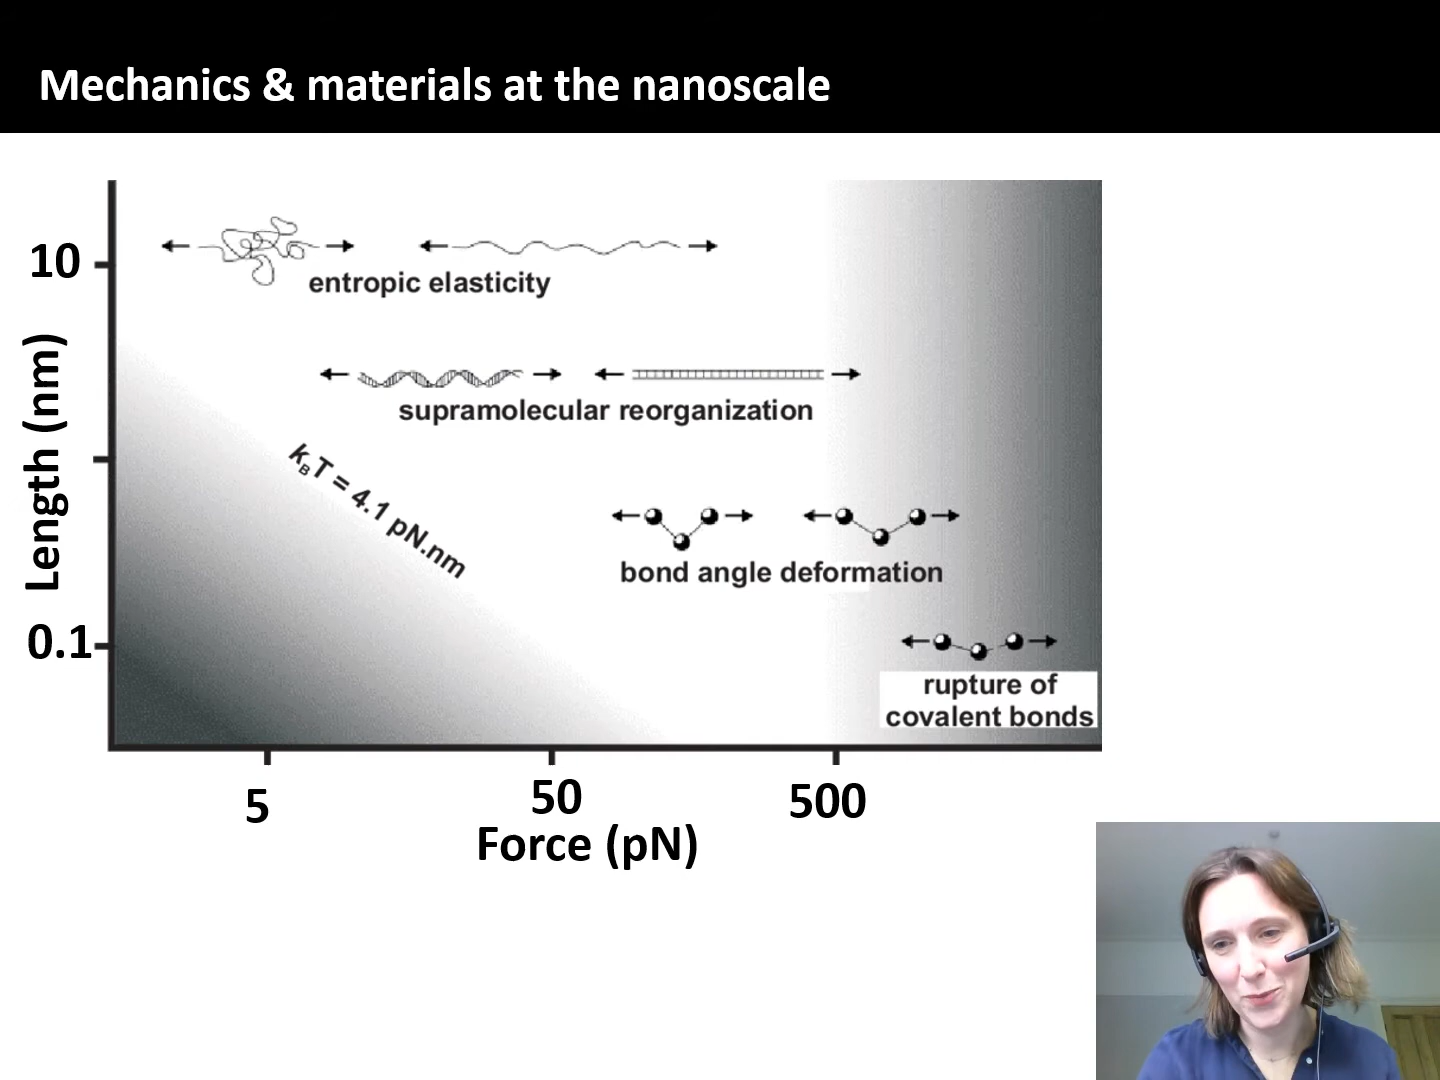 Mechanics & materials at the nanoscale
10
entropic elasticity
Length (nm)
supramolecular reorganization
kBT = 4.1 pN.nm
bond angle deformation
0.1
rupture of
covalent bonds
5
50
500
Force (pN)